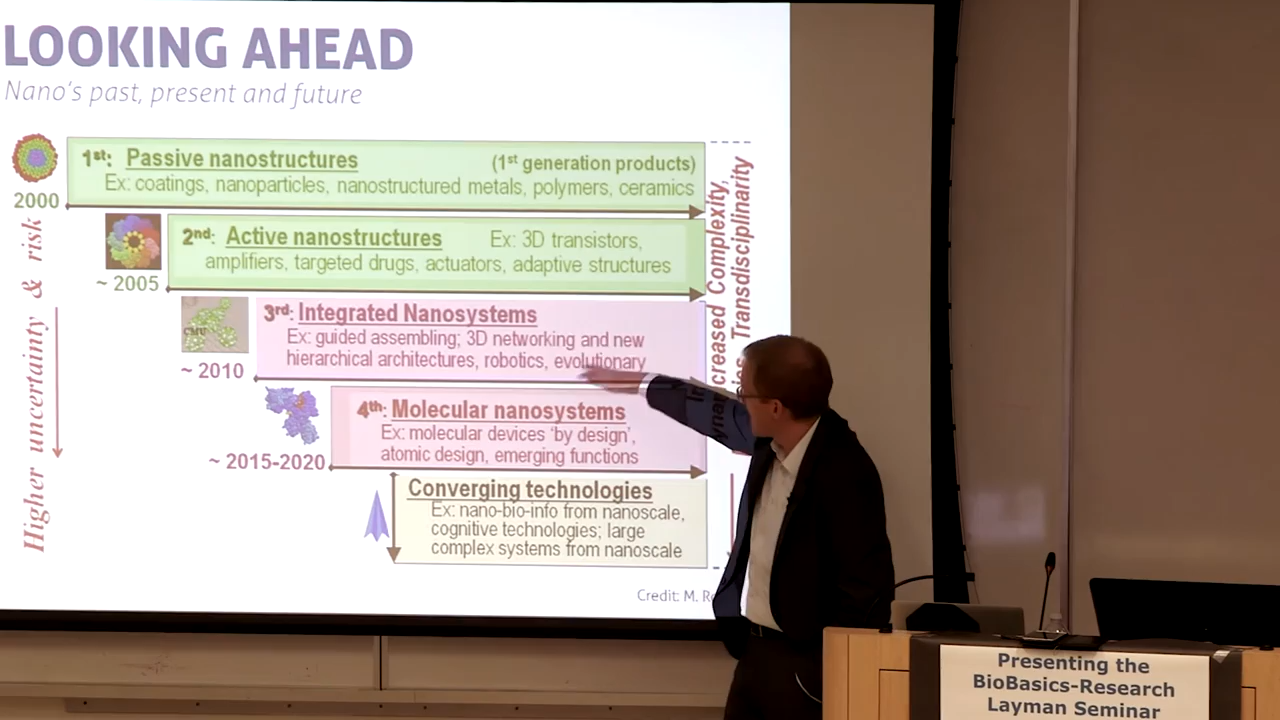 LOOKING AHEAD
Nano's past, present and future
1st: Passive nanostructures (1st generation products)
Ex: coatings, nanoparticles, nanostructured metals, polymers, ceramics
2000
2nd: Active nanostructures Ex: 3D transistors,
amplifiers, targeted drugs, actuators, adaptive structures
~ 2005
3rd: Integrated Nanosystems
Ex: guided assembling; 3D networking and new
hierarchical architectures, robotics, evolutionary
CMU
~ 2010
4th: Molecular nanosystems
Ex: molecular devices 'by design',
atomic design, emerging functions
~ 2015-2020
Converging technologies
Ex: nano-bio-info from nanoscale,
cognitive technologies; large
complex systems from nanoscale
Higher uncertainty & risk
Increased Complexity,
Transdisciplinarity
Credit: M.
Presenting the
BioBasics-Research
Layman Seminar